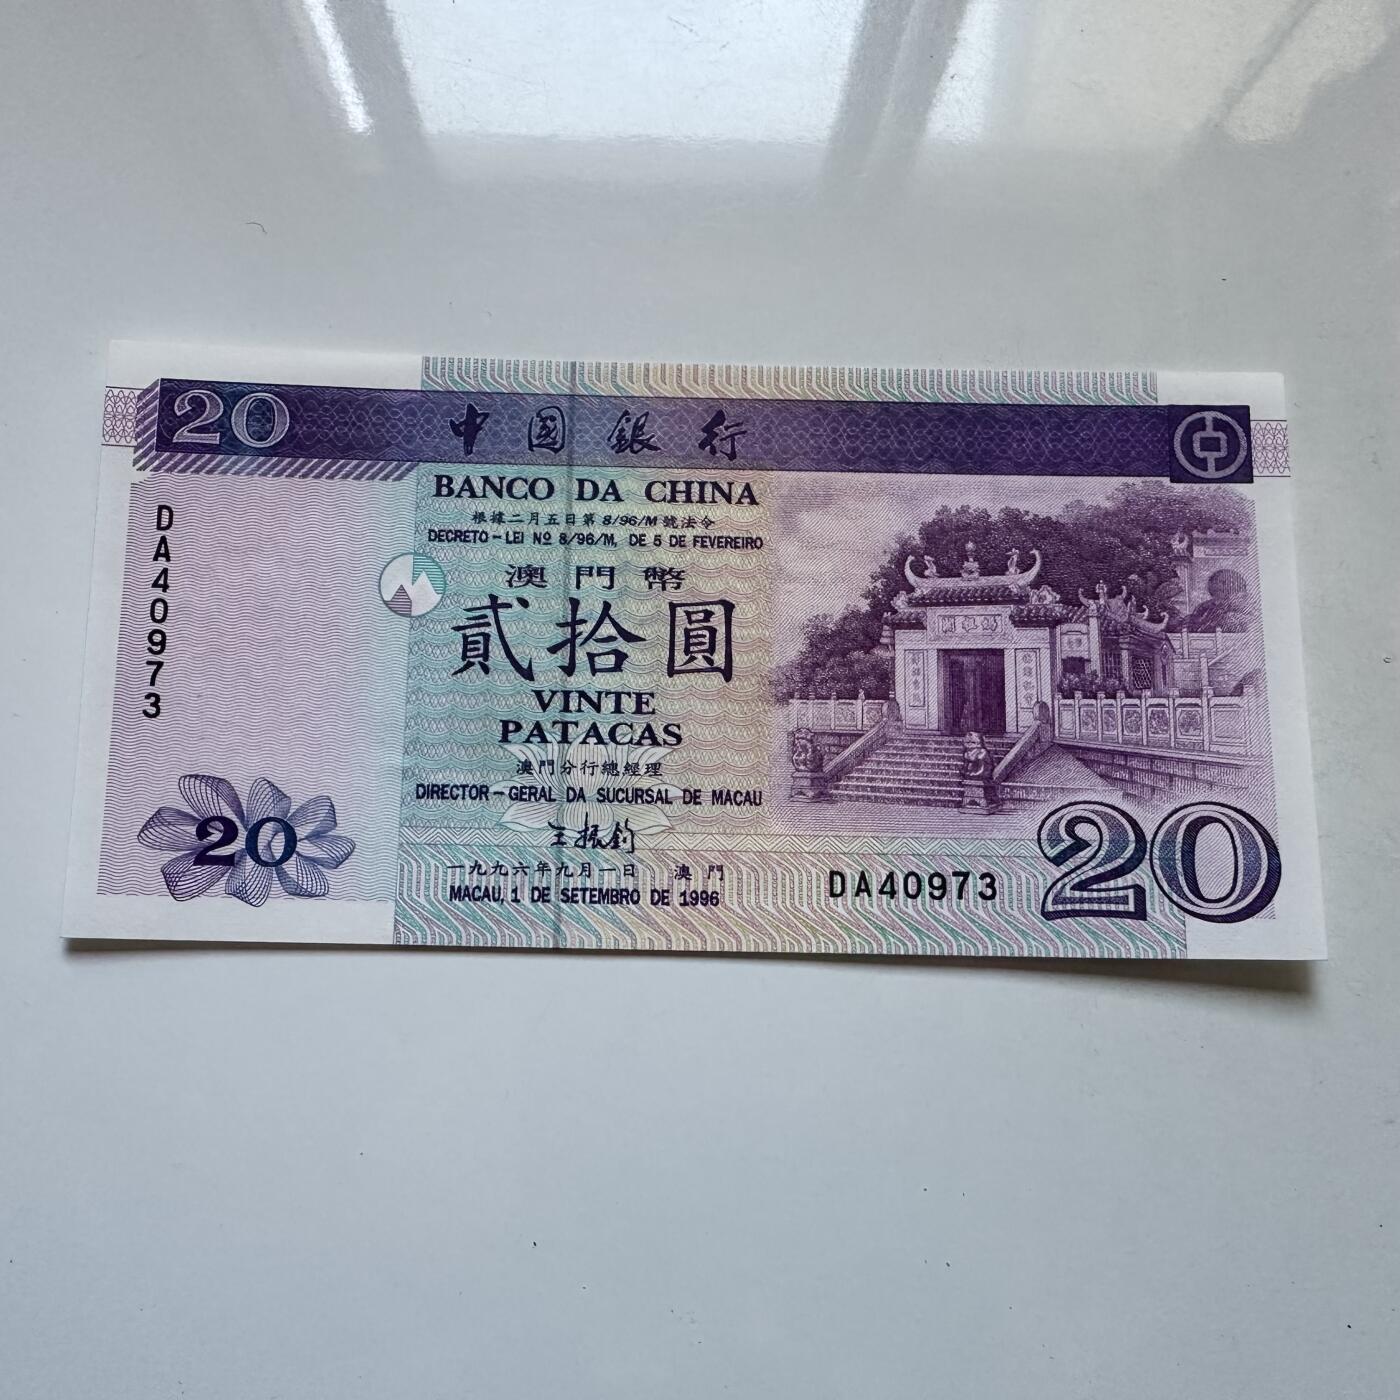 20
中國銀行
BANCO DA CHINA
根據二月五日第 8/96/M 號法令
DECRETO-LEI Nº 8/96/M, DE 5 DE FEVEREIRO
澳門幣
貳拾圓
VINTE
PATACAS
澳門分行總經理
DIRECTOR-GERAL DA SUCURSAL DE MACAU
王振鈞
一九九六年九月一日 澳門
MACAU, 1 DE SETEMBRO DE 1996
DA40973
20
DA40973
20